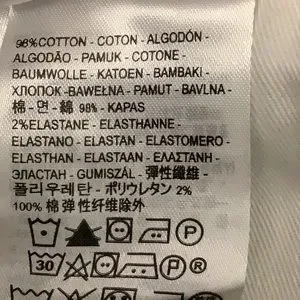 98%COTTON - COTON - ALGODÓN -
ALGODÃO - PAMUK - COTONE -
BAUMWOLLE - KATOEN - BAMBAKI -
ХЛОПОК - BAWEŁNA - PAMUT - BAVLNA -
棉 - 면 - 綿 98% - KAPAS
2%ELASTANE - ELASTHANNE -
ELASTANO - ELASTAN - ELASTOMERO -
ELASTHAN - ELASTAAN - ΕΛΑΣΤΑΝΗ -
ЭЛАСТАН - GUMISZÁL - 彈性纖維 -
폴리우레탄 - ポリウレタン 2%
100% 棉 弹性纤维除外
P
30 P ®